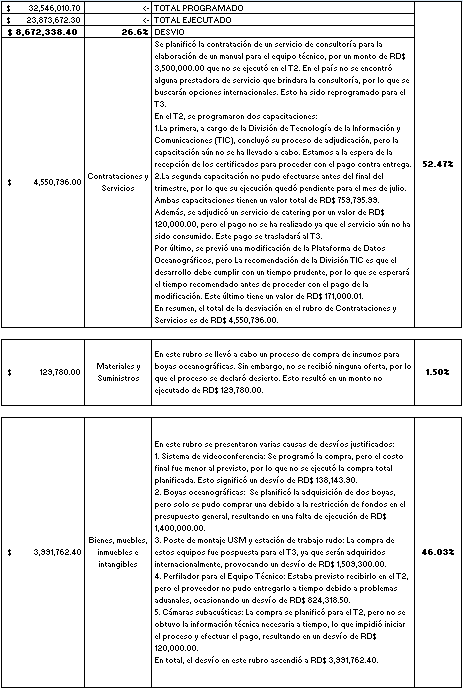 $ 32,546,010.70 <- TOTAL PROGRAMADO
$ 23,873,672.30 <- TOTAL EJECUTADO
$ 8,672,338.40 26.6% DESVIO
Se planificó la contratación de un servicio de consultoría para la
elaboración de un manual para el equipo técnico, por un monto de RD$
3,500,000.00 que no se ejecutó en el T2. En el país no se encontró
alguna prestadora de servicio que brindara la consultoría, por lo que se
buscarán opciones internacionales. Esto ha sido reprogramado para el
T3.
En el T2, se programaron dos capacitaciones:
1.La primera, a cargo de la División de Tecnología de la Información y
Comunicaciones (TIC), concluyó su proceso de adjudicación, pero la
capacitación aún no se ha llevado a cabo. Estamos a la espera de la
recepción de los certificados para proceder con el pago contra entrega.
2.La segunda capacitación no pudo efectuarse antes del final del
trimestre, por lo que su ejecución quedó pendiente para el mes de julio.
Ambas capacitaciones tienen un valor total de RD$ 759,795.99.
Además, se adjudicó un servicio de catering por un valor de RD$
120,000.00, pero el pago no se ha realizado ya que el servicio aún no ha
sido consumido. Este pago se trasladará al T3.
Por último, se previó una modificación de la Plataforma de Datos
Oceanográficos, pero La recomendación de la División TIC es que el
desarrollo debe cumplir con un tiempo prudente, por lo que se esperará
el tiempo recomendado antes de proceder con el pago de la
modificación. Este último tiene un valor de RD$ 171,000.01.
En resumen, el total de la desviación en el rubro de Contrataciones y
Servicios es de RD$ 4,550,796.00.
$ 4,550,796.00
Contrataciones y
Servicios
52.47%
$ 129,780.00
Materiales y
Suministros
En este rubro se llevó a cabo un proceso de compra de insumos para
boyas oceanográficas. Sin embargo, no se recibió ninguna oferta, por lo
que el proceso se declaró desierto. Esto resultó en un monto no
ejecutado de RD$ 129,780.00.
1.50%
$ 3,991,762.40
Bienes, muebles,
inmuebles e
intangibles
En este rubro se presentaron varias causas de desvíos justificados:
1. Sistema de videoconferencia: Se programó la compra, pero el costo
final fue menor al previsto, por lo que no se ejecutó la compra total
planificada. Esto significó un desvío de RD$ 138,143.90.
2. Boyas oceanográficas: Se planificó la adquisición de dos boyas,
pero solo se pudo comprar una debido a la restricción de fondos en el
presupuesto general, resultando en una falta de ejecución de RD$
1,400,000.00.
3. Poste de montaje USM y estación de trabajo rudo: La compra de
estos equipos fue pospuesta para el T3, ya que serán adquiridos
internacionalmente, provocando un desvío de RD$ 1,509,300.00.
4. Perfilador para el Equipo Técnico: Estaba previsto recibirlo en el T2,
pero el proveedor no pudo entregarlo a tiempo debido a problemas
aduanales, ocasionando un desvío de RD$ 824,318.50.
5. Cámaras subacuáticas: La compra se planificó para el T2, pero no se
obtuvo la información técnica necesaria a tiempo, lo que impidió iniciar
el proceso y efectuar el pago, resultando en un desvío de RD$
120,000.00.
En total, el desvío en este rubro ascendió a RD$ 3,991,762.40.
46.03%